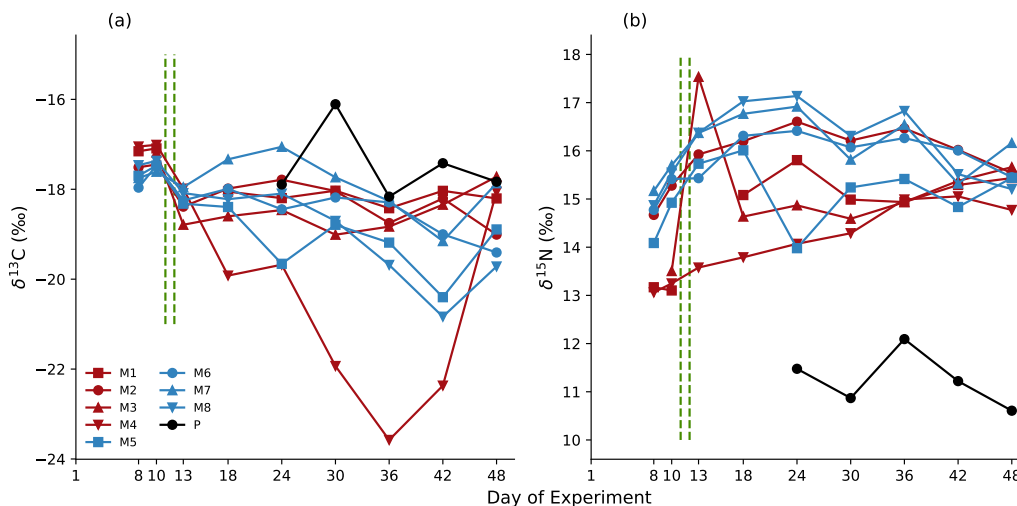 (a)
(b)
δ¹³C (‰)
−16
−18
−20
−22
−24
M1
M2
M3
M4
M5
M6
M7
M8
P
1 8 10 13 18 24 30 36 42 48
δ¹⁵N (‰)
18
17
16
15
14
13
12
11
10
1 8 10 13 18 24 30 36 42 48
Day of Experiment